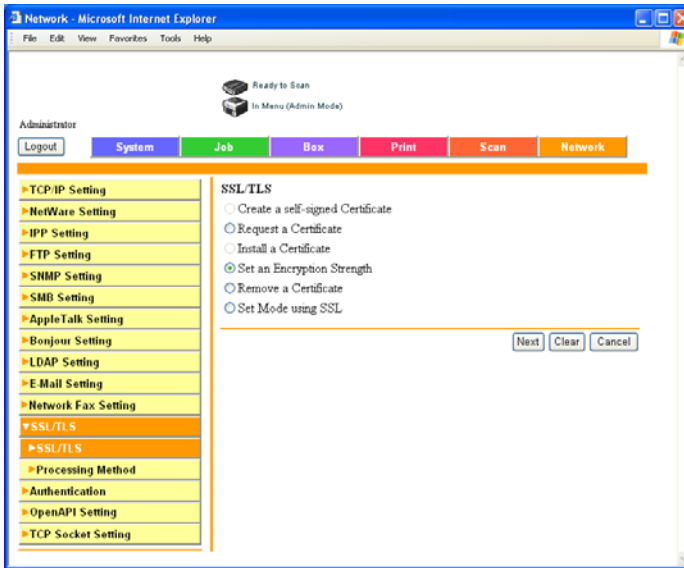 Network - Microsoft Internet Explorer
File Edit View Favorites Tools Help
Ready to Scan
In Menu (Admin Mode)
Administrator
Logout System Job Box Print Scan Network
TCP/IP Setting
NetWare Setting
IPP Setting
FTP Setting
SNMP Setting
SMB Setting
AppleTalk Setting
Bonjour Setting
LDAP Setting
E-Mail Setting
Network Fax Setting
SSL/TLS
SSL/TLS
Processing Method
Authentication
OpenAPI Setting
TCP Socket Setting
SSL/TLS
Create a self-signed Certificate
Request a Certificate
Install a Certificate
Set an Encryption Strength
Remove a Certificate
Set Mode using SSL
Next Clear Cancel